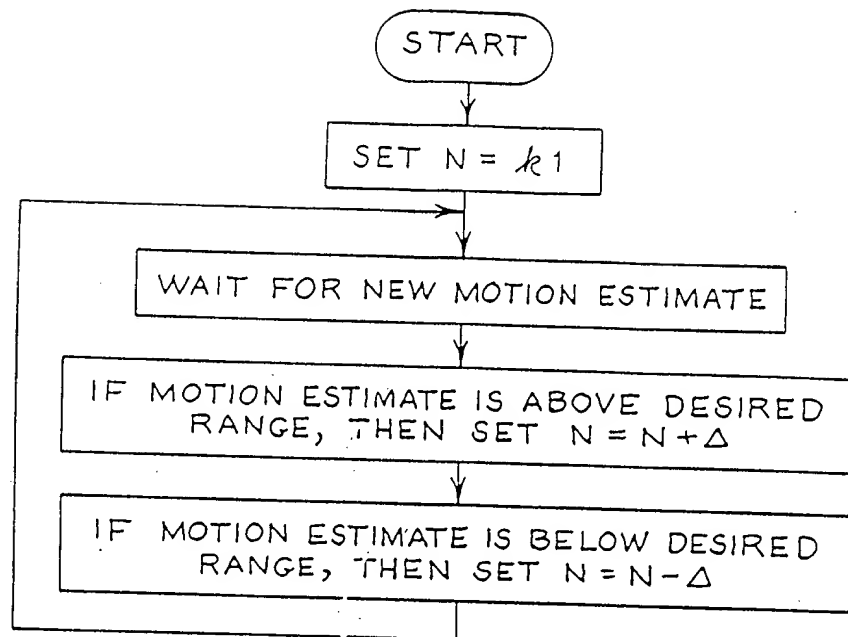 START
SET N = k1
WAIT FOR NEW MOTION ESTIMATE
IF MOTION ESTIMATE IS ABOVE DESIRED
RANGE, THEN SET N = N + Δ
IF MOTION ESTIMATE IS BELOW DESIRED
RANGE, THEN SET N = N - Δ